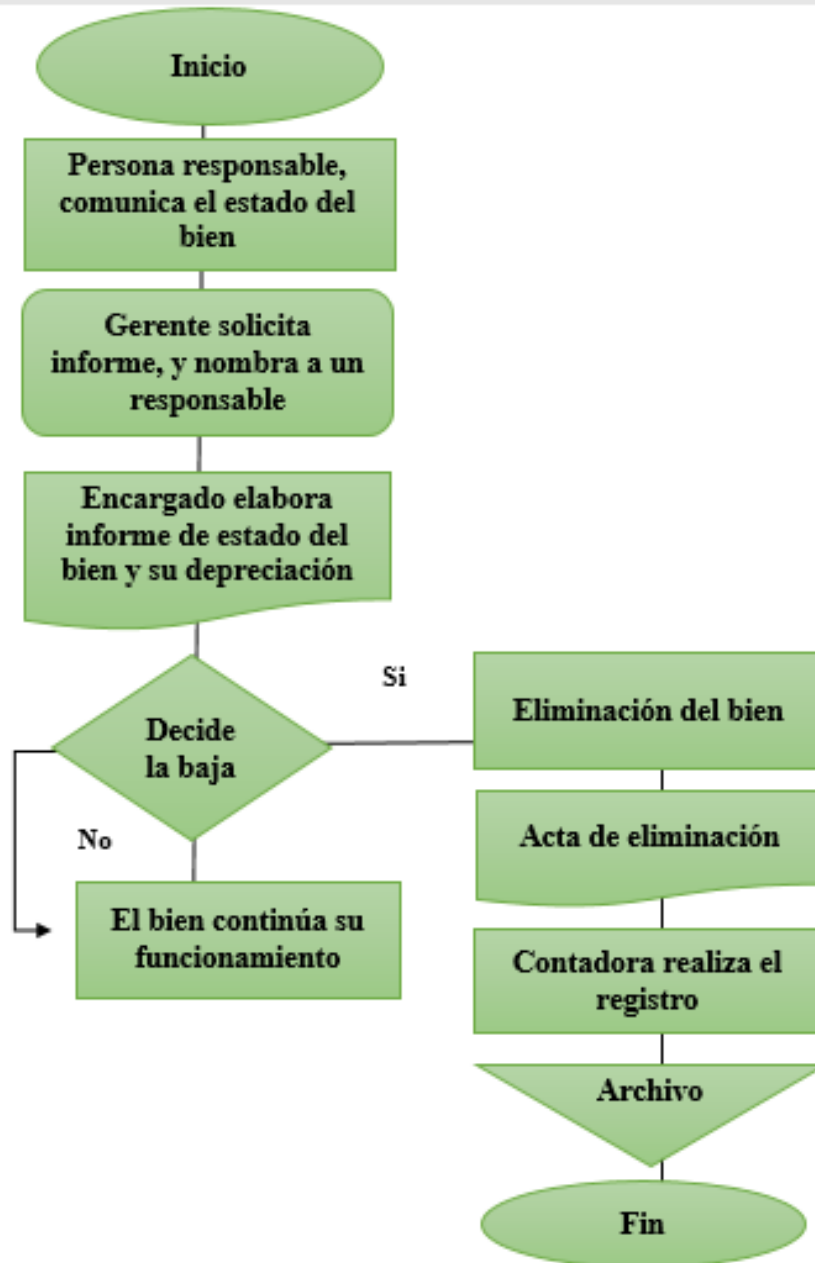 Inicio
Persona responsable,
comunica el estado del
bien
Gerente solicita
informe, y nombra a un
responsable
Encargado elabora
informe de estado del
bien y su depreciación
Decide
la baja
Si
No
El bien continúa su
funcionamiento
Eliminación del bien
Acta de eliminación
Contadora realiza el
registro
Archivo
Fin